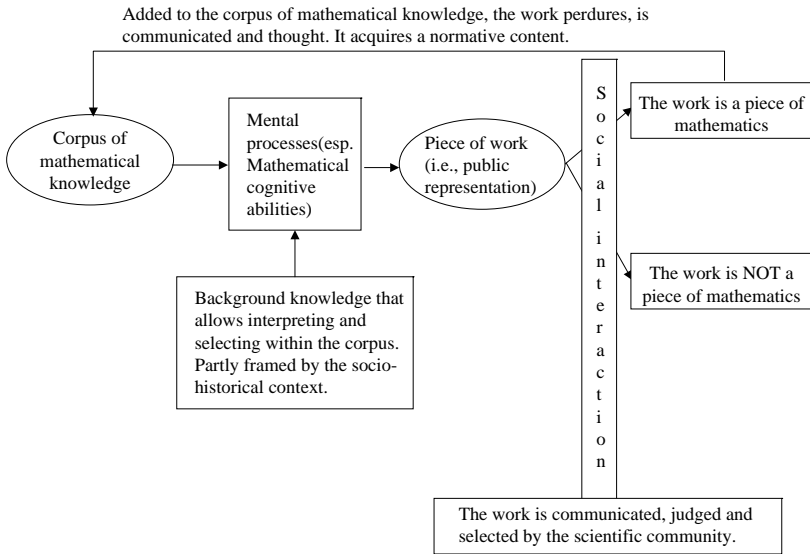 Added to the corpus of mathematical knowledge, the work perdures, is
communicated and thought. It acquires a normative content.
Corpus of
mathematical
knowledge
Mental
processes(esp.
Mathematical
cognitive
abilities)
Piece of work
(i.e., public
representation)
Social interaction
The work is a piece of
mathematics
The work is NOT a
piece of mathematics
Background knowledge that
allows interpreting and
selecting within the corpus.
Partly framed by the socio-
historical context.
The work is communicated, judged and
selected by the scientific community.